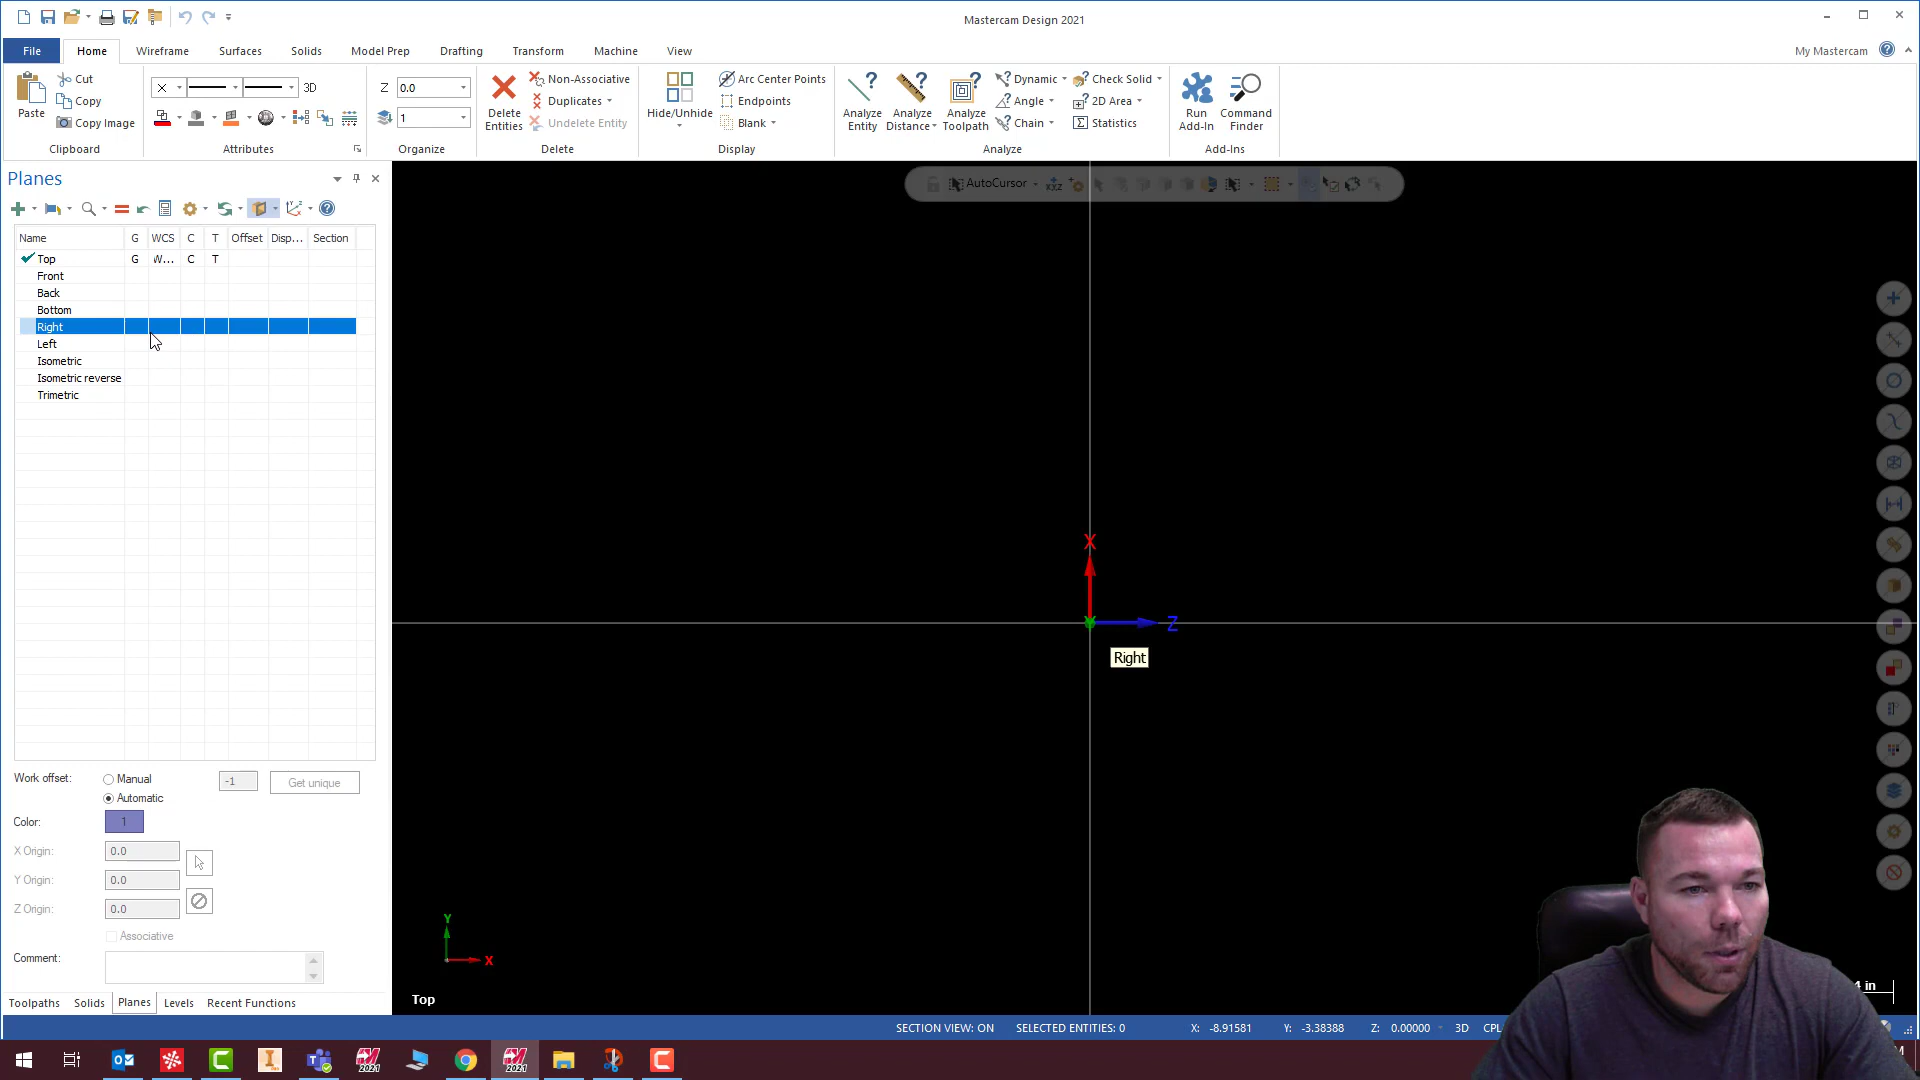 Mastercam Design 2021
File Home Wireframe Surfaces Solids Model Prep Drafting Transform Machine View My Mastercam
Paste
Cut
Copy
Copy Image
Clipboard
3D
Attributes
Z 0.0
1
Organize
Delete Entities
Non-Associative
Duplicates
Undelete Entity
Delete
Hide/Unhide
Arc Center Points
Endpoints
Blank
Display
Analyze Entity
Analyze Distance
Analyze Toolpath
Dynamic
Angle
Chain
Check Solid
2D Area
Statistics
Analyze
Run Add-In
Command Finder
Add-Ins
Planes
AutoCursor
Name G WCS C T Offset Disp... Section
Top G W... C T
Front
Back
Bottom
Right
Left
Isometric
Isometric reverse
Trimetric
X
Z
Right
Work offset: Manual -1 Get unique
Automatic
Color: 1
X Origin: 0.0
Y Origin: 0.0
Z Origin: 0.0
Associative
Comment:
Y
X
Top
in
Toolpaths Solids Planes Levels Recent Functions
SECTION VIEW: ON SELECTED ENTITIES: 0 X: -8.91581 Y: -3.38388 Z: 0.00000 3D
2021
2021